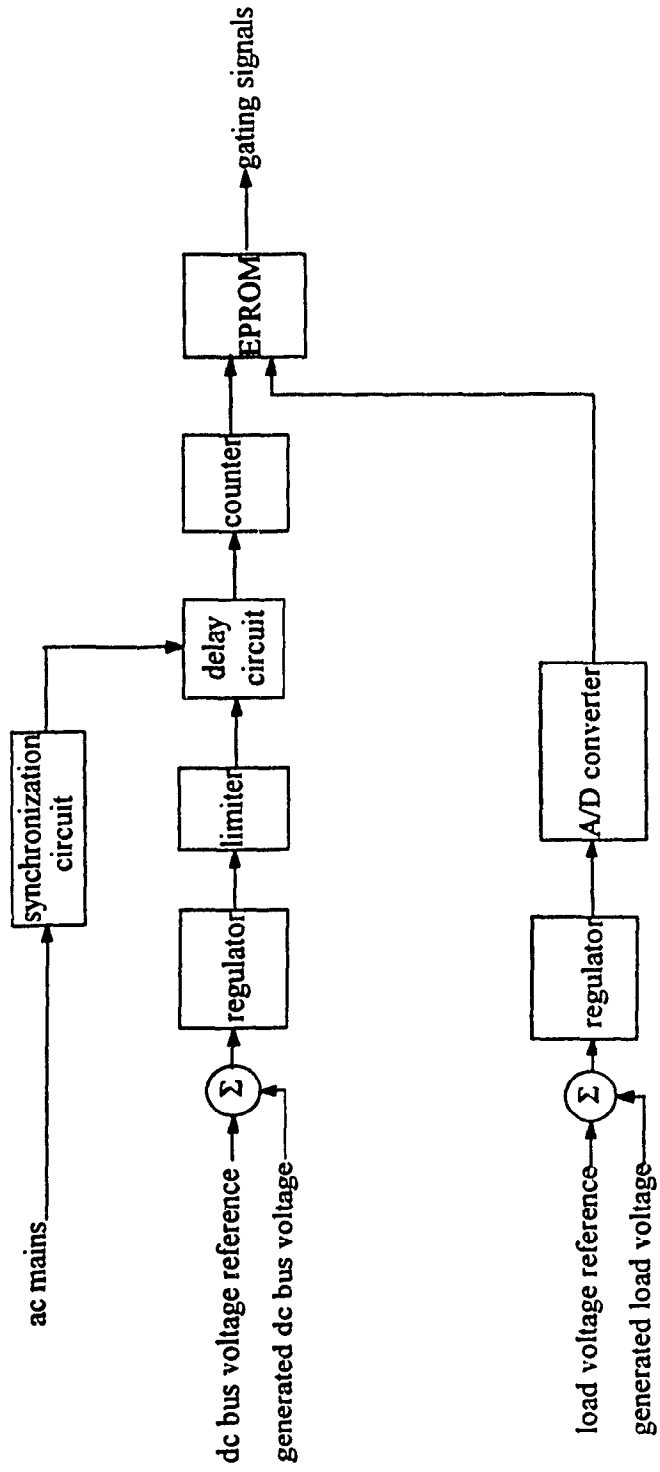 ac mains
synchronization
circuit
dc bus voltage reference
generated dc bus voltage
Σ
regulator
limiter
delay
circuit
counter
EPROM
gating signals
load voltage reference
generated load voltage
Σ
regulator
A/D converter